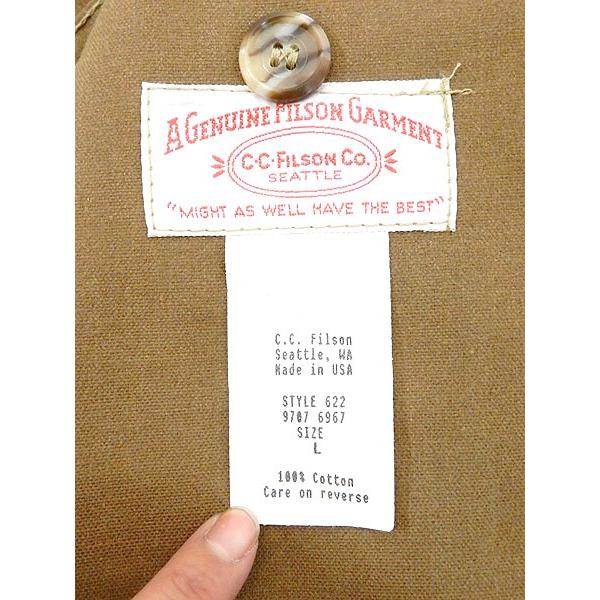 A GENUINE FILSON GARMENT
C·C·FILSON CO.
SEATTLE
"MIGHT AS WELL HAVE THE BEST"
C.C. Filson
Seattle, WA
Made in USA
STYLE 622
9707 6967
SIZE
L
100% Cotton
Care on reverse